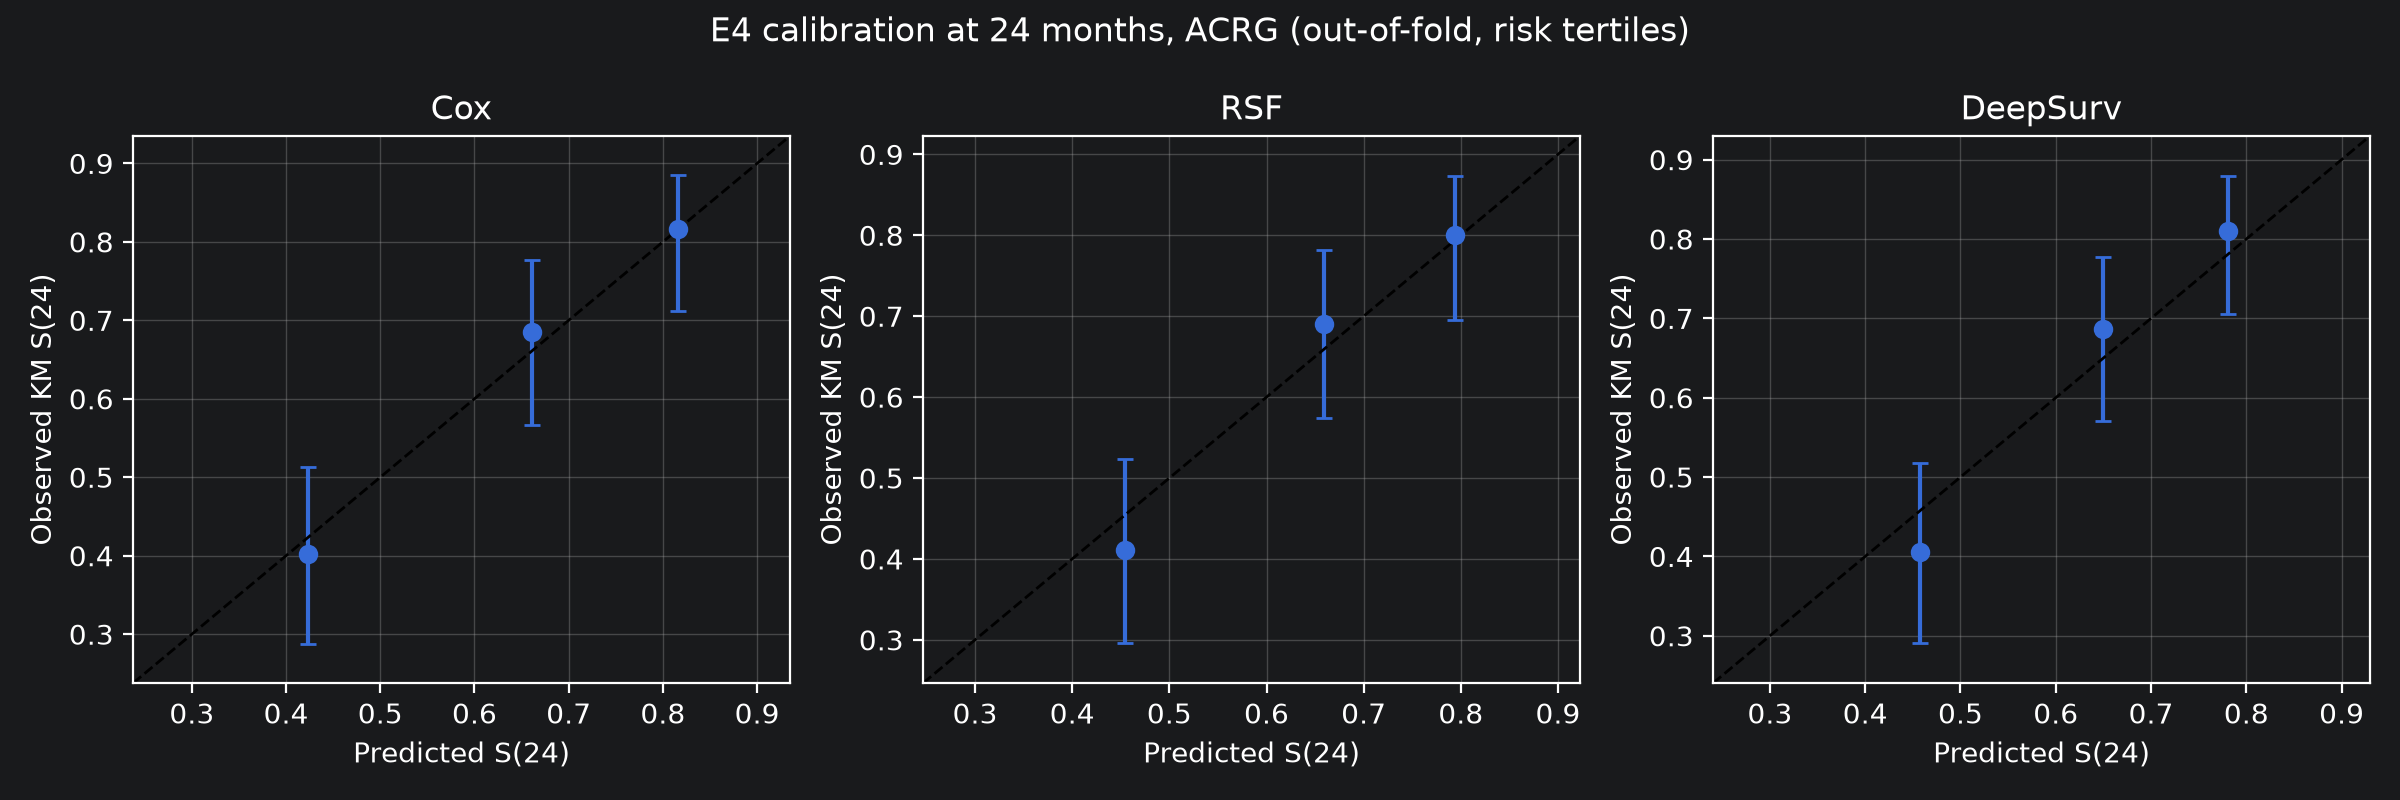 E4 calibration at 24 months, ACRG (out-of-fold, risk tertiles)
Cox
Observed KM S(24)
0.9
0.8
0.7
0.6
0.5
0.4
0.3
0.3 0.4 0.5 0.6 0.7 0.8 0.9
Predicted S(24)
RSF
Observed KM S(24)
0.9
0.8
0.7
0.6
0.5
0.4
0.3
0.3 0.4 0.5 0.6 0.7 0.8 0.9
Predicted S(24)
DeepSurv
Observed KM S(24)
0.9
0.8
0.7
0.6
0.5
0.4
0.3
0.3 0.4 0.5 0.6 0.7 0.8 0.9
Predicted S(24)